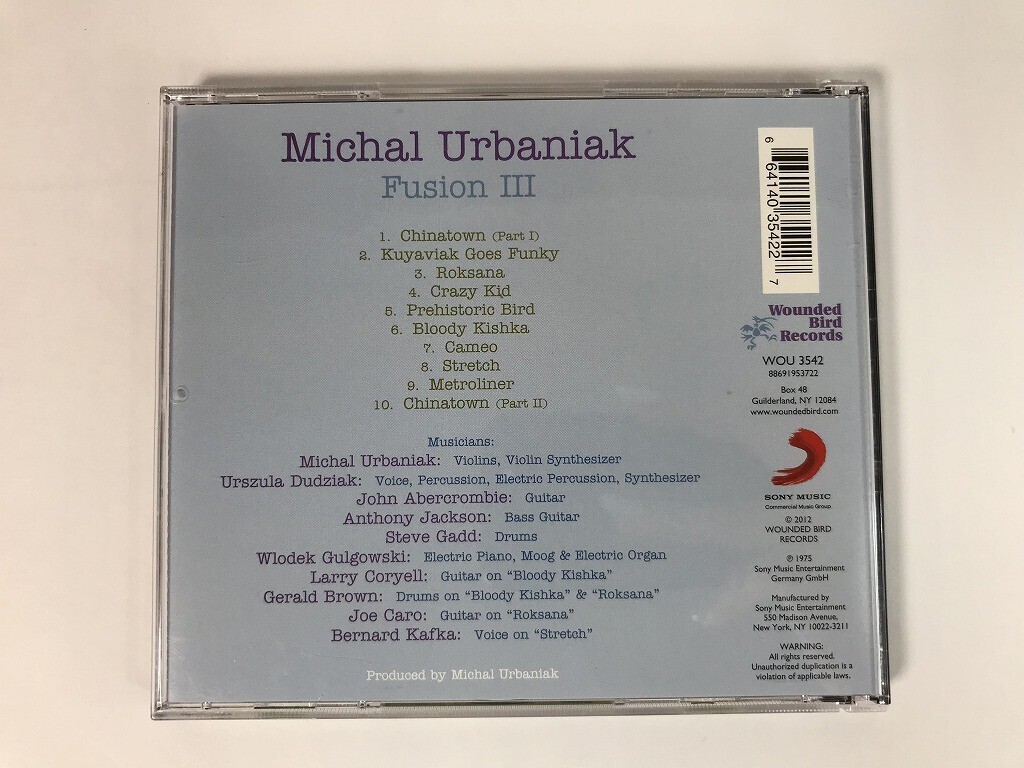 Michal Urbaniak
Fusion III
1. Chinatown (Part I)
2. Kuyaviak Goes Funky
3. Roksana
4. Crazy Kid
5. Prehistoric Bird
6. Bloody Kishka
7. Cameo
8. Stretch
9. Metroliner
10. Chinatown (Part II)
Musicians:
Michal Urbaniak: Violins, Violin Synthesizer
Urszula Dudziak: Voice, Percussion, Electric Percussion, Synthesizer
John Abercrombie: Guitar
Anthony Jackson: Bass Guitar
Steve Gadd: Drums
Wlodek Gulgowski: Electric Piano, Moog & Electric Organ
Larry Coryell: Guitar on "Bloody Kishka"
Gerald Brown: Drums on "Bloody Kishka" & "Roksana"
Joe Caro: Guitar on "Roksana"
Bernard Kafka: Voice on "Stretch"
Produced by Michal Urbaniak
6 64140 35422 7
Wounded
Bird
Records
WOU 3542
88691953722
Box 48
Guilderland, NY 12084
www.woundedbird.com
SONY MUSIC
Commercial Music Group
© 2012
WOUNDED BIRD
RECORDS
℗ 1975
Sony Music Entertainment
Germany GmbH
Manufactured by
Sony Music Entertainment
550 Madison Avenue,
New York, NY 10022-3211
WARNING:
All rights reserved.
Unauthorized duplication is a
violation of applicable laws.